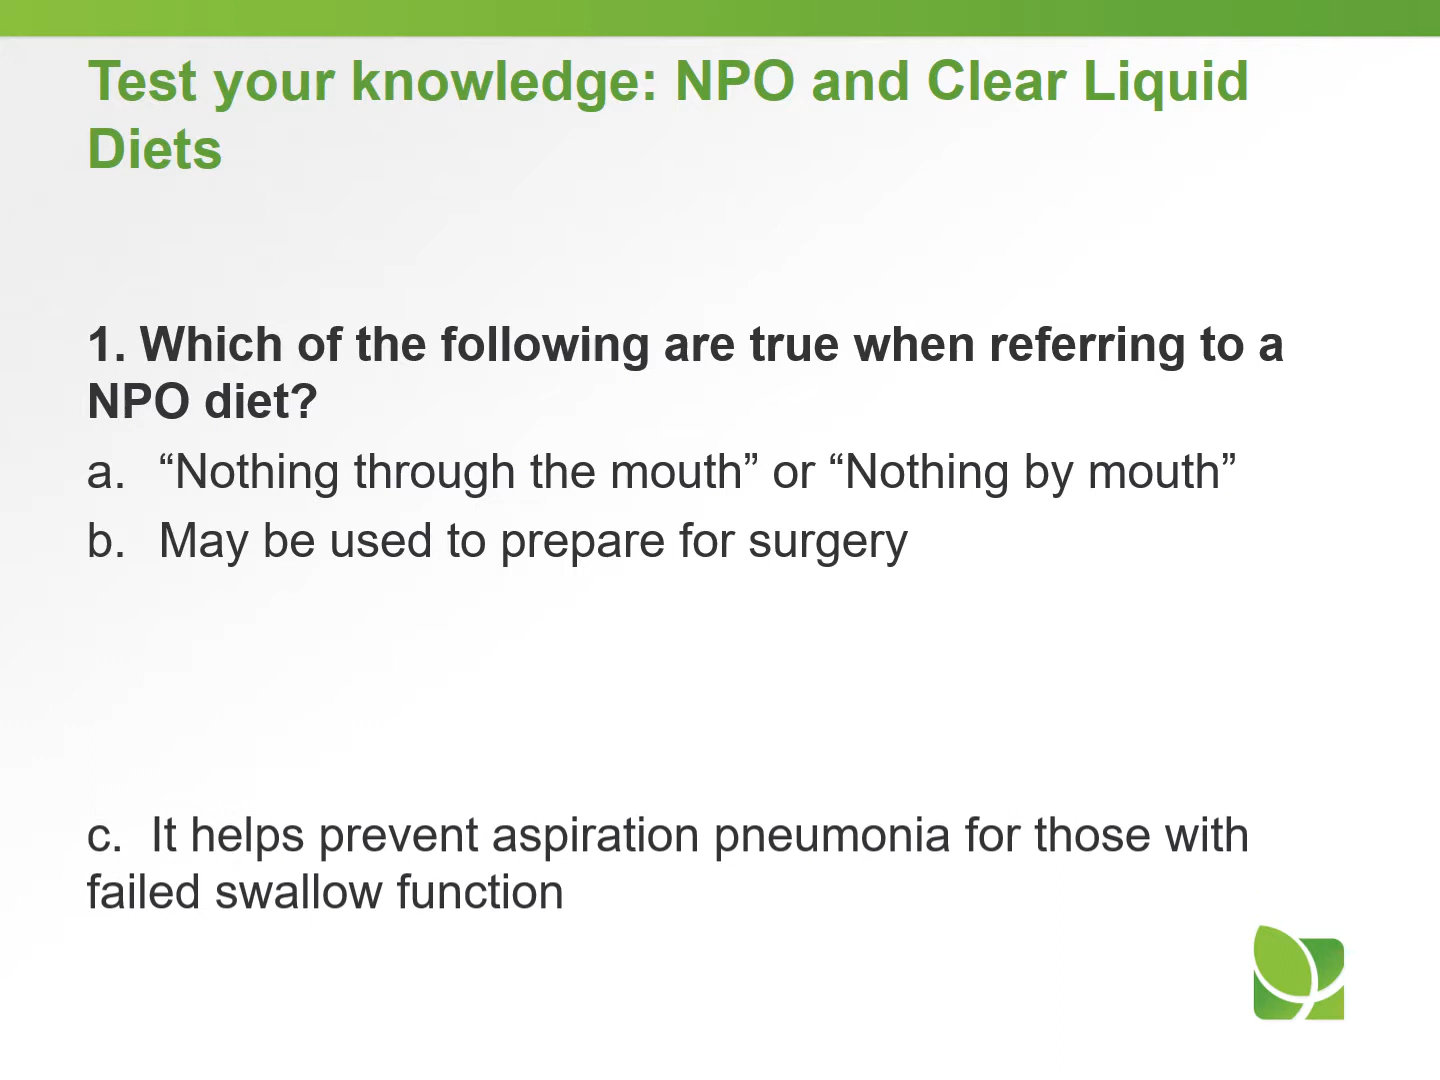 Test your knowledge: NPO and Clear Liquid
Diets
1. Which of the following are true when referring to a
NPO diet?
a. “Nothing through the mouth” or “Nothing by mouth”
b. May be used to prepare for surgery
c. It helps prevent aspiration pneumonia for those with
failed swallow function